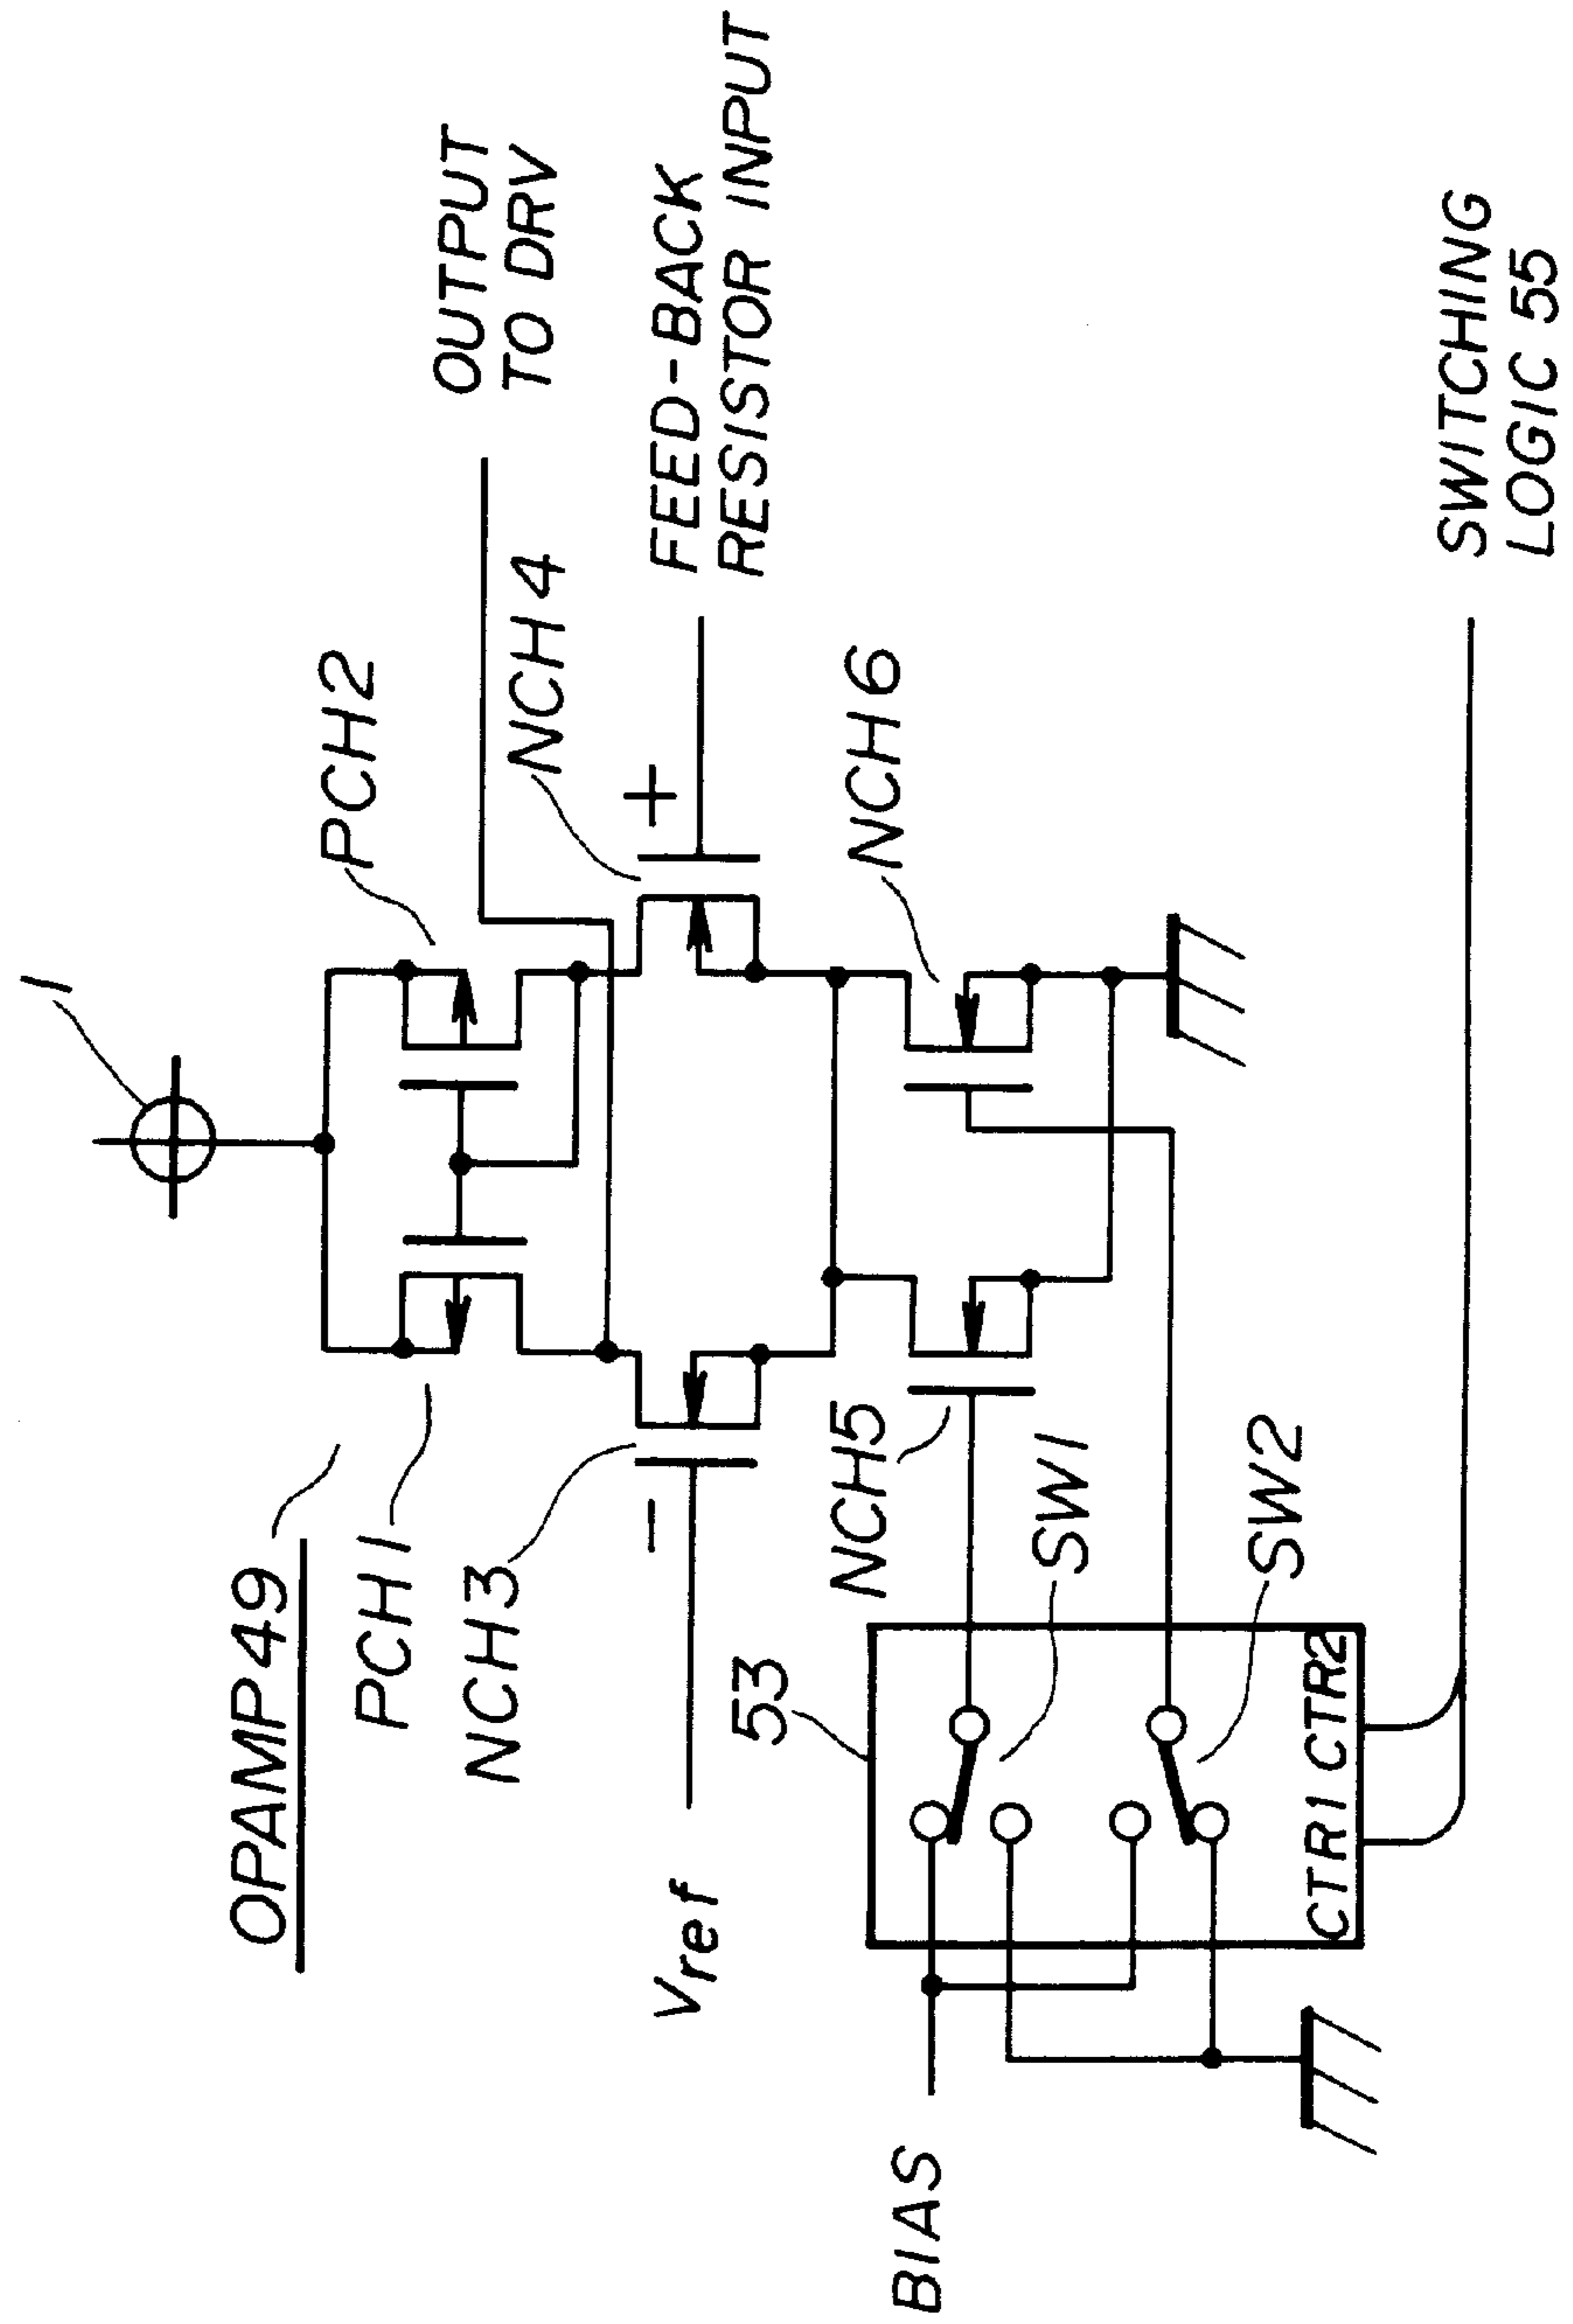 1
OPAMP49
PCH1
PCH2
OUTPUT
TO DRV
NCH3
NCH4
−
+
Vref
FEED-BACK
RESISTOR INPUT
53
NCH5
NCH6
BIAS
SW1
SW2
CTR1 CTR2
SWITCHING
LOGIC 55